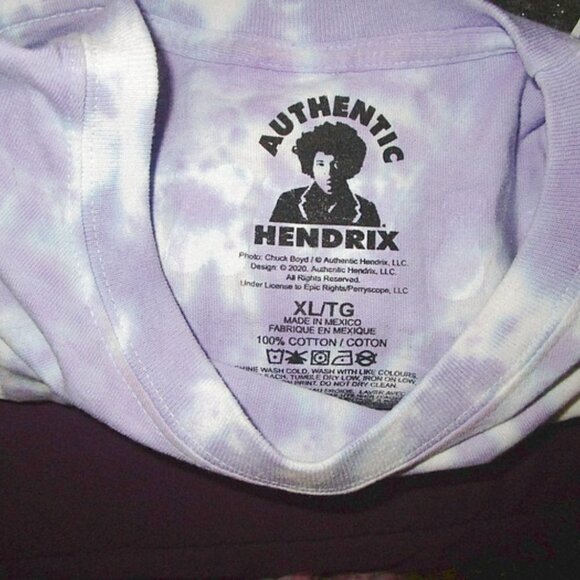 AUTHENTIC
HENDRIX
Photo: Chuck Boyd / © Authentic Hendrix, LLC.
Design: © 2020, Authentic Hendrix, LLC.
All Rights Reserved.
Under License to Epic Rights/Perryscope, LLC
XL/TG
MADE IN MEXICO
FABRIQUE EN MEXIQUE
100% COTTON / COTON
WASH COLD, WASH WITH LIKE COLOURS,
TUMBLE DRY LOW, IRON ON LOW,
PRINT. DO NOT DRY CLEAN.